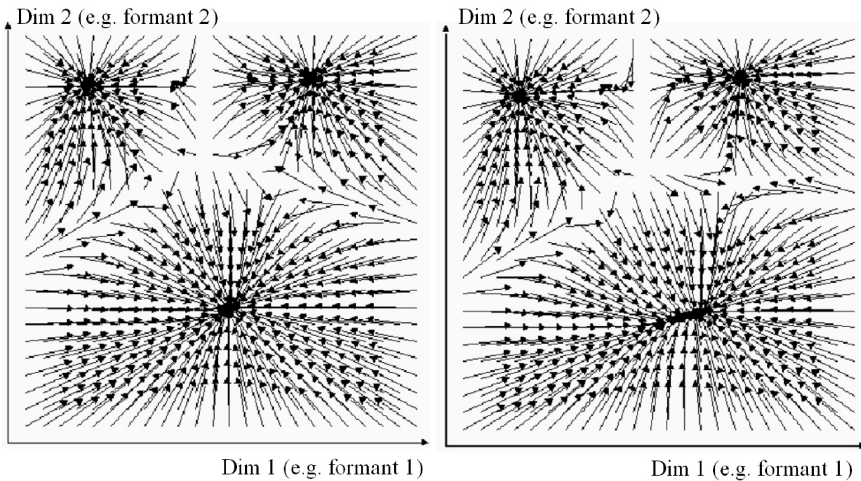 Dim 2 (e.g. formant 2)
Dim 2 (e.g. formant 2)
Dim 1 (e.g. formant 1)
Dim 1 (e.g. formant 1)